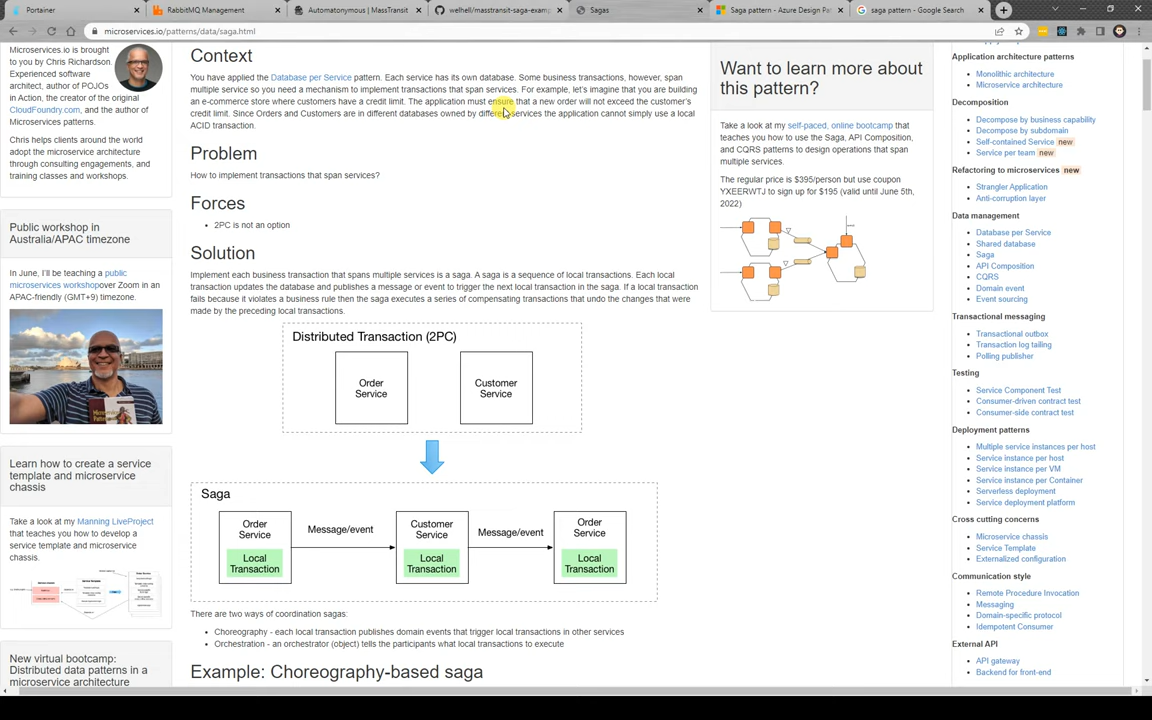 Portainer
RabbitMQ Management
Automatonymous | MassTransit
welhell/masstransit-saga-exam
Sagas
Saga pattern - Azure Design Pa
saga pattern - Google Search
microservices.io/patterns/data/saga.html
Microservices.io is brought
to you by Chris Richardson.
Experienced software
architect, author of POJOs
in Action, the creator of the original
CloudFoundry.com, and the author of
Microservices patterns.
Chris helps clients around the world
adopt the microservice architecture
through consulting engagements, and
training classes and workshops.
Public workshop in
Australia/APAC timezone
In June, I'll be teaching a public
microservices workshopover Zoom in an
APAC-friendly (GMT+9) timezone.
Learn how to create a service
template and microservice
chassis
Take a look at my Manning LiveProject
that teaches you how to develop a
service template and microservice
chassis.
New virtual bootcamp:
Distributed data patterns in a
microservice architecture
Context
You have applied the Database per Service pattern. Each service has its own database. Some business transactions, however, span
multiple service so you need a mechanism to implement transactions that span services. For example, let's imagine that you are building
an e-commerce store where customers have a credit limit. The application must ensure that a new order will not exceed the customer's
credit limit. Since Orders and Customers are in different databases owned by different services the application cannot simply use a local
ACID transaction.
Problem
How to implement transactions that span services?
Forces
2PC is not an option
Solution
Implement each business transaction that spans multiple services is a saga. A saga is a sequence of local transactions. Each local
transaction updates the database and publishes a message or event to trigger the next local transaction in the saga. If a local transaction
fails because it violates a business rule then the saga executes a series of compensating transactions that undo the changes that were
made by the preceding local transactions.
Distributed Transaction (2PC)
Order
Service
Customer
Service
Saga
Order
Service
Local
Transaction
Message/event
Customer
Service
Local
Transaction
Message/event
Order
Service
Local
Transaction
There are two ways of coordination sagas:
Choreography - each local transaction publishes domain events that trigger local transactions in other services
Orchestration - an orchestrator (object) tells the participants what local transactions to execute
Example: Choreography-based saga
Want to learn more about
this pattern?
Take a look at my self-paced, online bootcamp that
teaches you how to use the Saga, API Composition,
and CQRS patterns to design operations that span
multiple services.
The regular price is $395/person but use coupon
YXEERWTJ to sign up for $195 (valid until June 5th,
2022)
Application architecture patterns
Monolithic architecture
Microservice architecture
Decomposition
Decompose by business capability
Decompose by subdomain
Self-contained Service new
Service per team new
Refactoring to microservices new
Strangler Application
Anti-corruption layer
Data management
Database per Service
Shared database
Saga
API Composition
CQRS
Domain event
Event sourcing
Transactional messaging
Transactional outbox
Transaction log tailing
Polling publisher
Testing
Service Component Test
Consumer-driven contract test
Consumer-side contract test
Deployment patterns
Multiple service instances per host
Service instance per host
Service instance per VM
Service instance per Container
Serverless deployment
Service deployment platform
Cross cutting concerns
Microservice chassis
Service Template
Externalized configuration
Communication style
Remote Procedure Invocation
Messaging
Domain-specific protocol
Idempotent Consumer
External API
API gateway
Backend for front-end